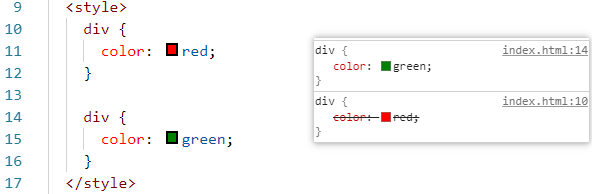 9 <style>
10 div {
11 color: red;
12 }
13
14 div {
15 color: green;
16 }
17 </style>
div { index.html:14
color: green;
}
div { index.html:10
color: red;
}